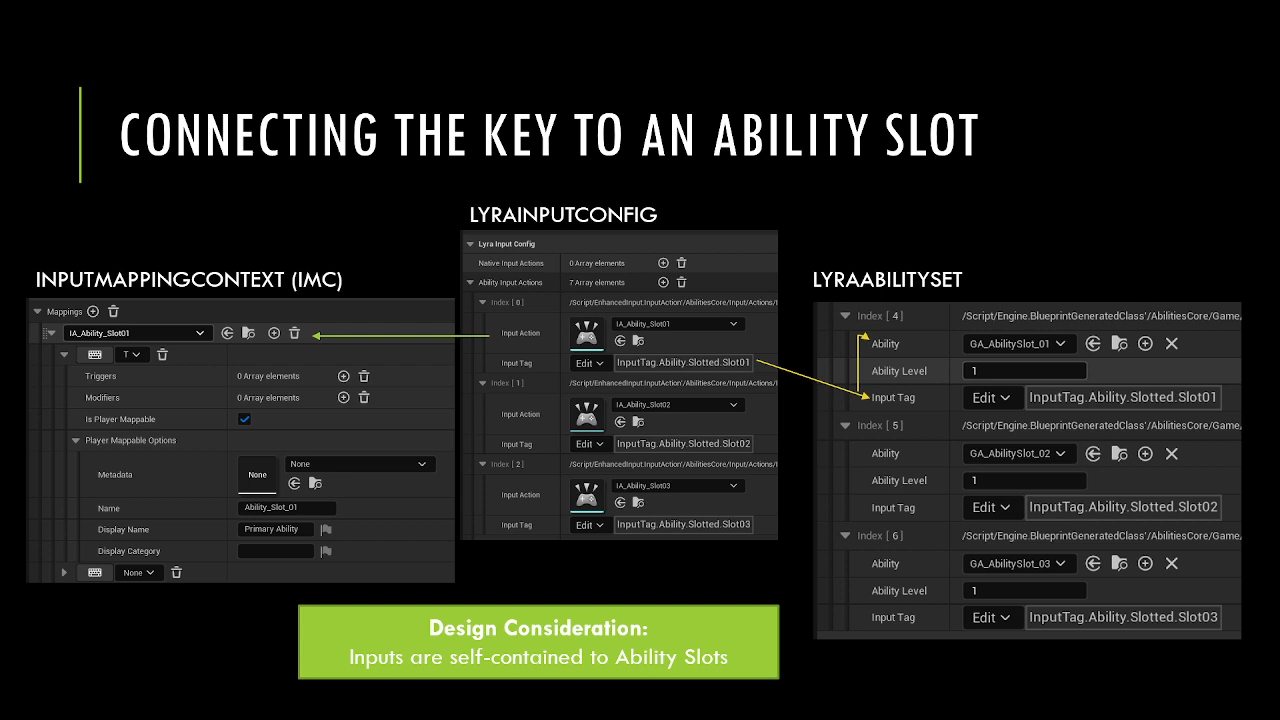 CONNECTING THE KEY TO AN ABILITY SLOT
INPUTMAPPINGCONTEXT (IMC)
Mappings
IA_Ability_Slot01
T
Triggers
0 Array elements
Modifiers
0 Array elements
Is Player Mappable
Player Mappable Options
Metadata
None
None
Name
Ability_Slot_01
Display Name
Primary Ability
Display Category
None
LYRAINPUTCONFIG
Lyra Input Config
Native Input Actions
0 Array elements
Ability Input Actions
7 Array elements
Index [ 0 ]
/Script/EnhancedInput.InputAction'/AbilitiesCore/Input/Actions/I
Input Action
IA_Ability_Slot01
Input Tag
Edit
InputTag.Ability.Slotted.Slot01
Index [ 1 ]
/Script/EnhancedInput.InputAction'/AbilitiesCore/Input/Actions/I
Input Action
IA_Ability_Slot02
Input Tag
Edit
InputTag.Ability.Slotted.Slot02
Index [ 2 ]
/Script/EnhancedInput.InputAction'/AbilitiesCore/Input/Actions/I
Input Action
IA_Ability_Slot03
Input Tag
Edit
InputTag.Ability.Slotted.Slot03
LYRAABILITYSET
Index [ 4 ]
/Script/Engine.BlueprintGeneratedClass'/AbilitiesCore/Game,
Ability
GA_AbilitySlot_01
Ability Level
1
Input Tag
Edit
InputTag.Ability.Slotted.Slot01
Index [ 5 ]
/Script/Engine.BlueprintGeneratedClass'/AbilitiesCore/Game,
Ability
GA_AbilitySlot_02
Ability Level
1
Input Tag
Edit
InputTag.Ability.Slotted.Slot02
Index [ 6 ]
/Script/Engine.BlueprintGeneratedClass'/AbilitiesCore/Game,
Ability
GA_AbilitySlot_03
Ability Level
1
Input Tag
Edit
InputTag.Ability.Slotted.Slot03
Design Consideration:
Inputs are self-contained to Ability Slots